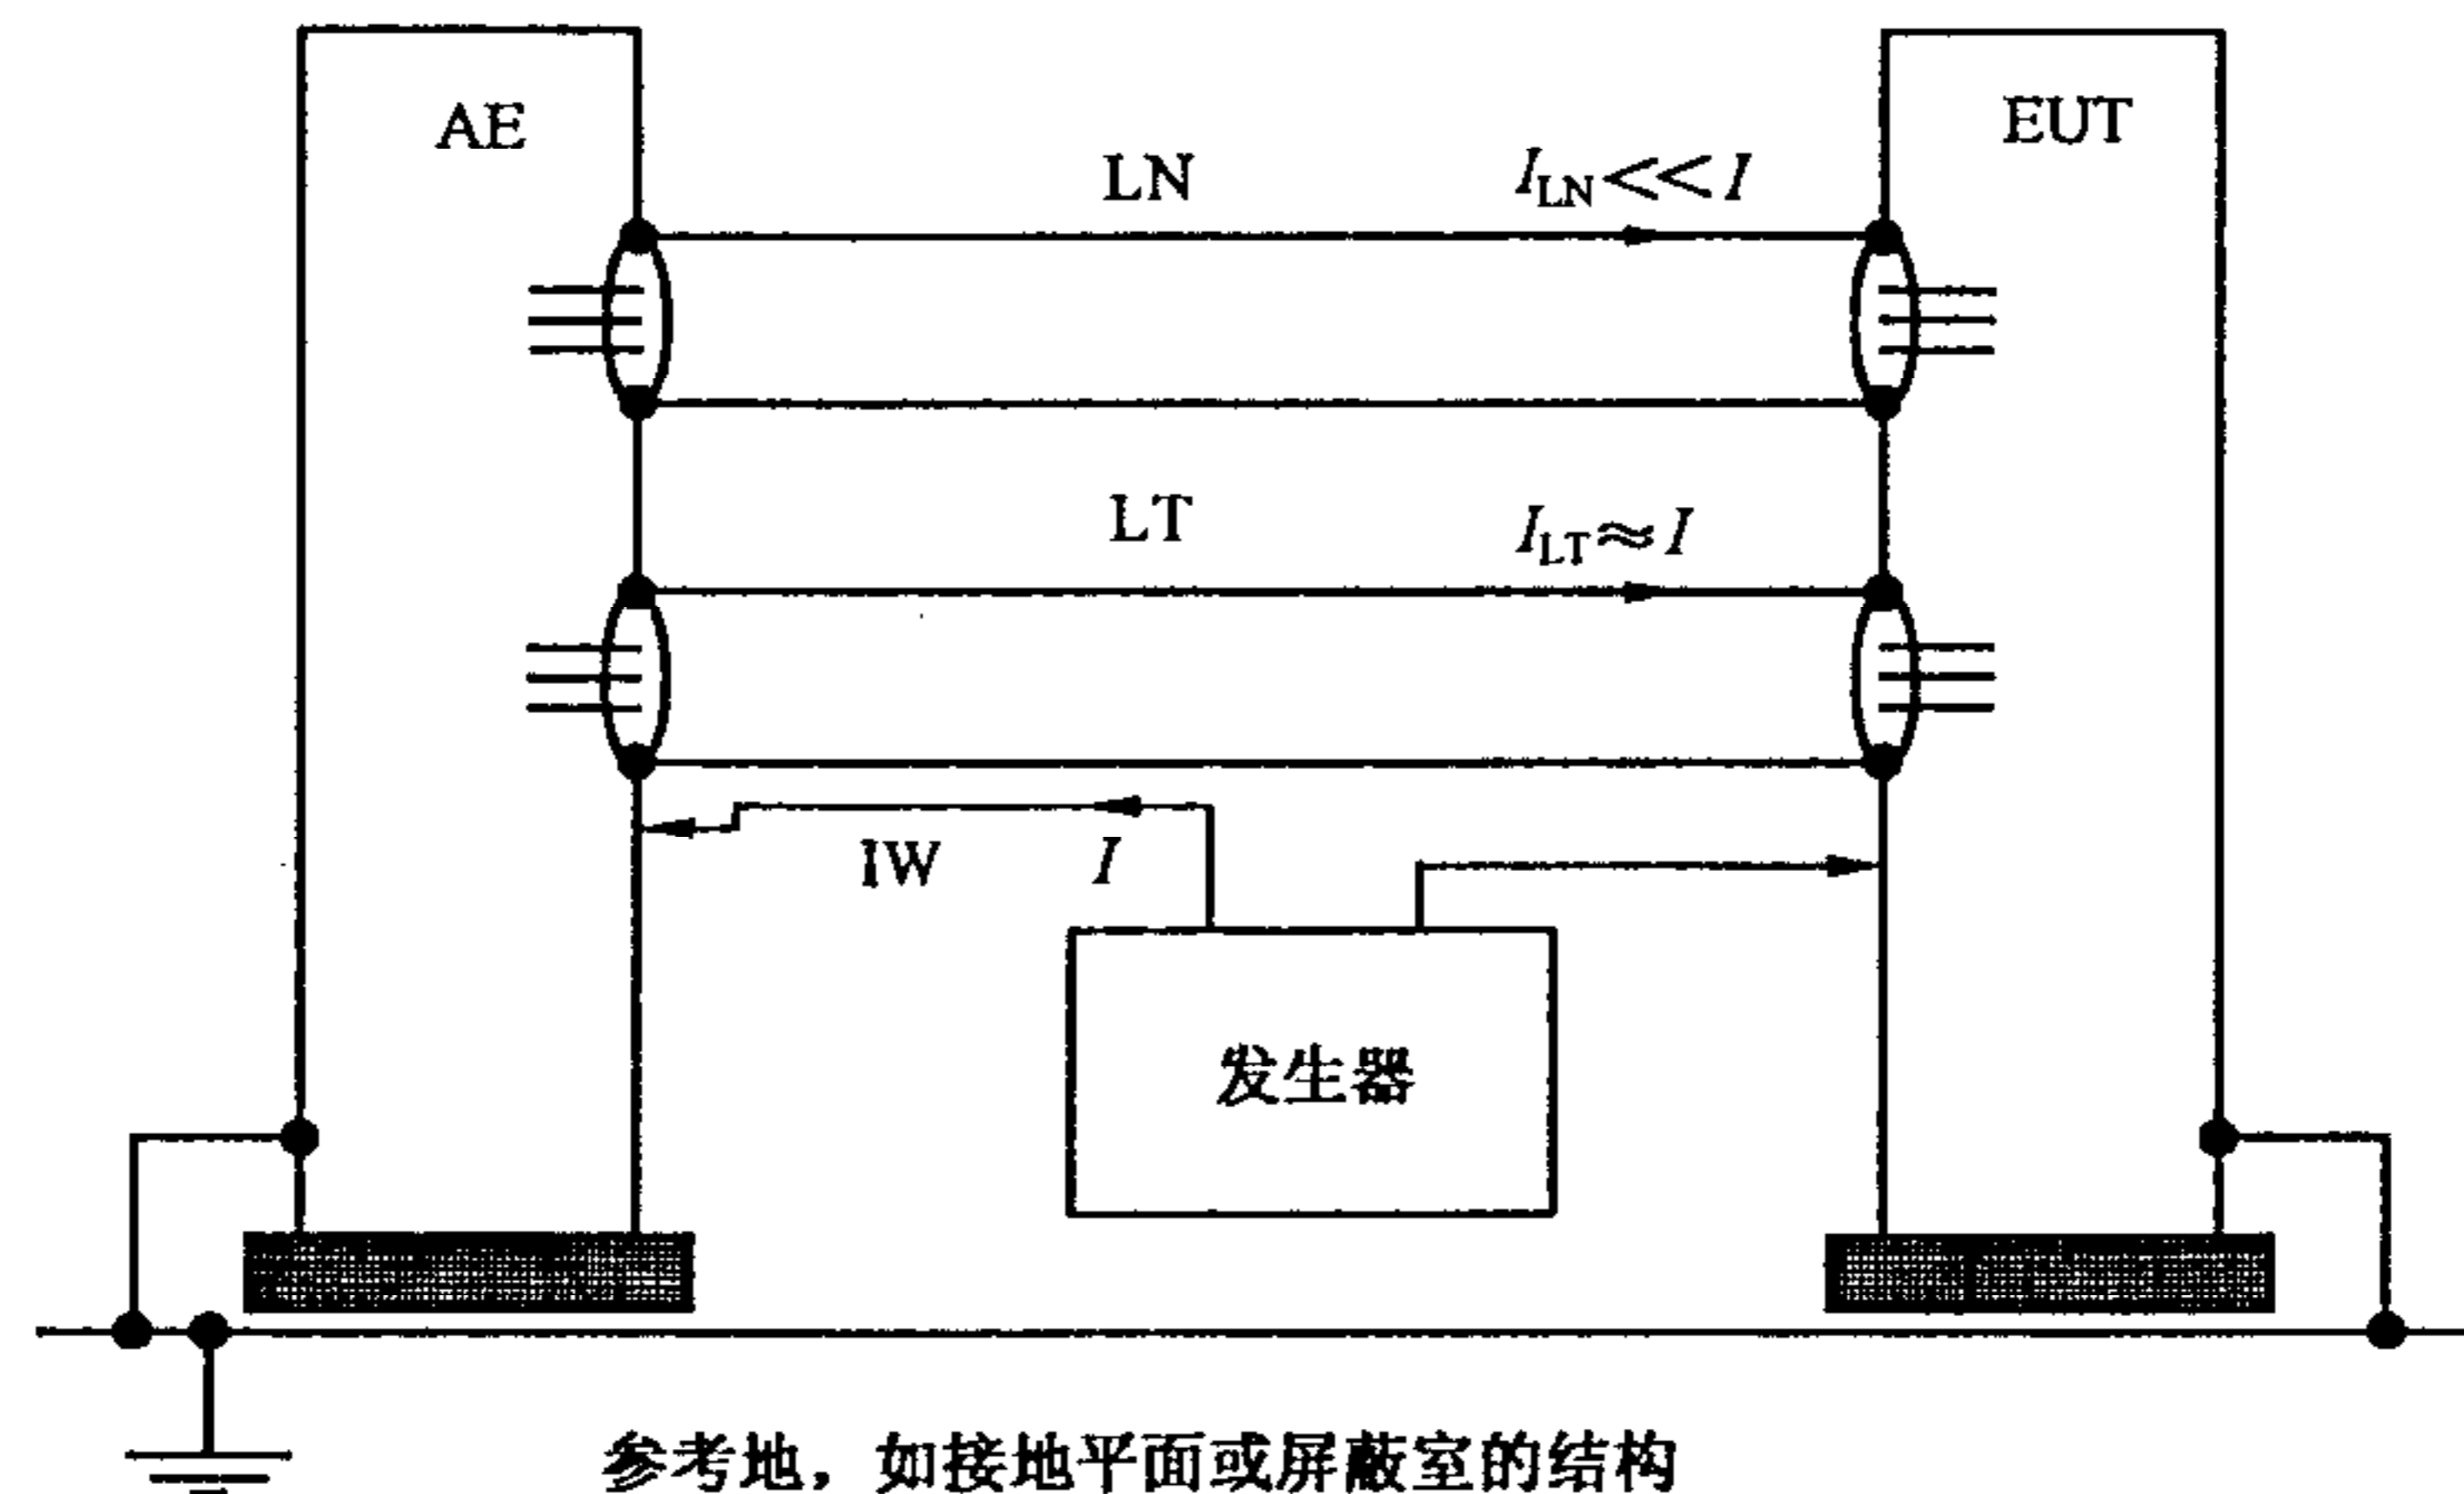 AE
EUT
LN
I_LN<<I
LT
I_LT≈I
IW
I
发生器
参考地，如接地平面或屏蔽室的结构